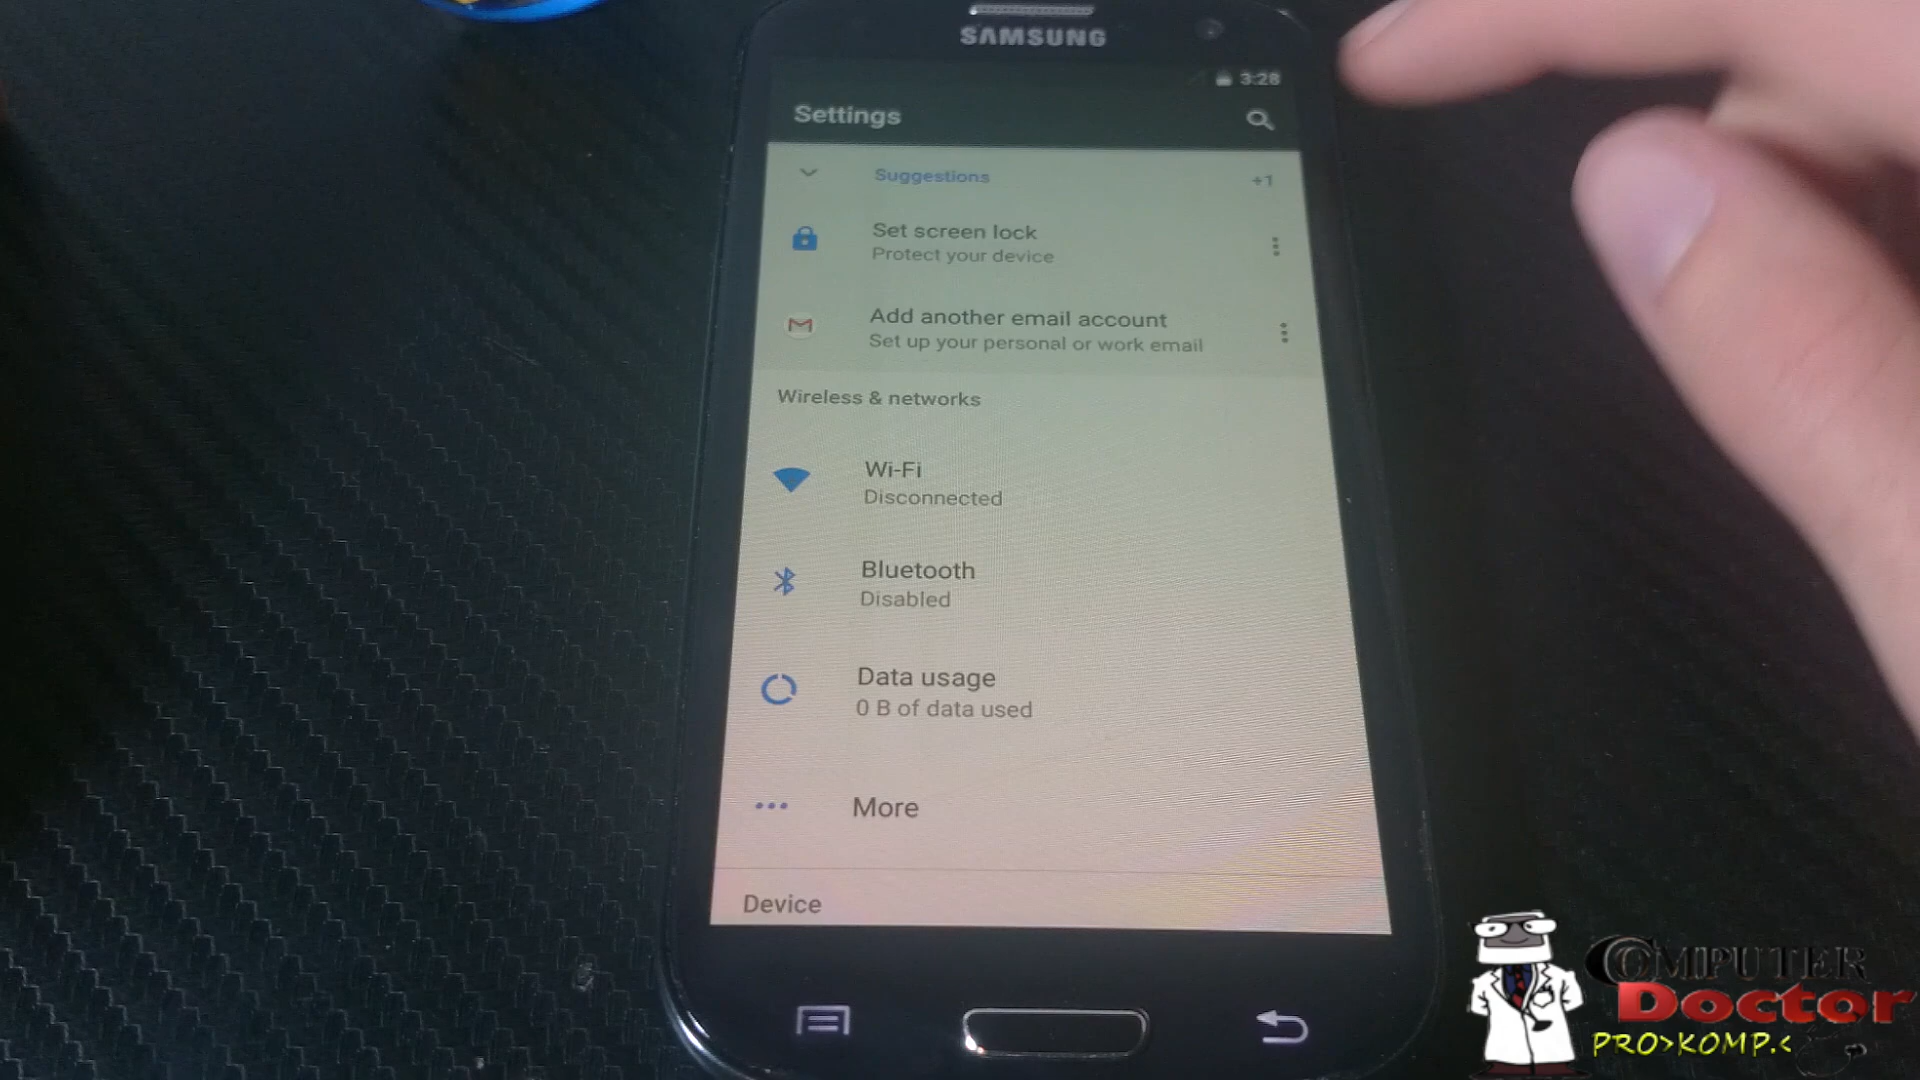 SAMSUNG
3:28
Settings
Suggestions
+1
Set screen lock
Protect your device
Add another email account
Set up your personal or work email
Wireless & networks
Wi-Fi
Disconnected
Bluetooth
Disabled
Data usage
0 B of data used
More
Device
COMPUTER
Doctor
PRO>KOMP.<